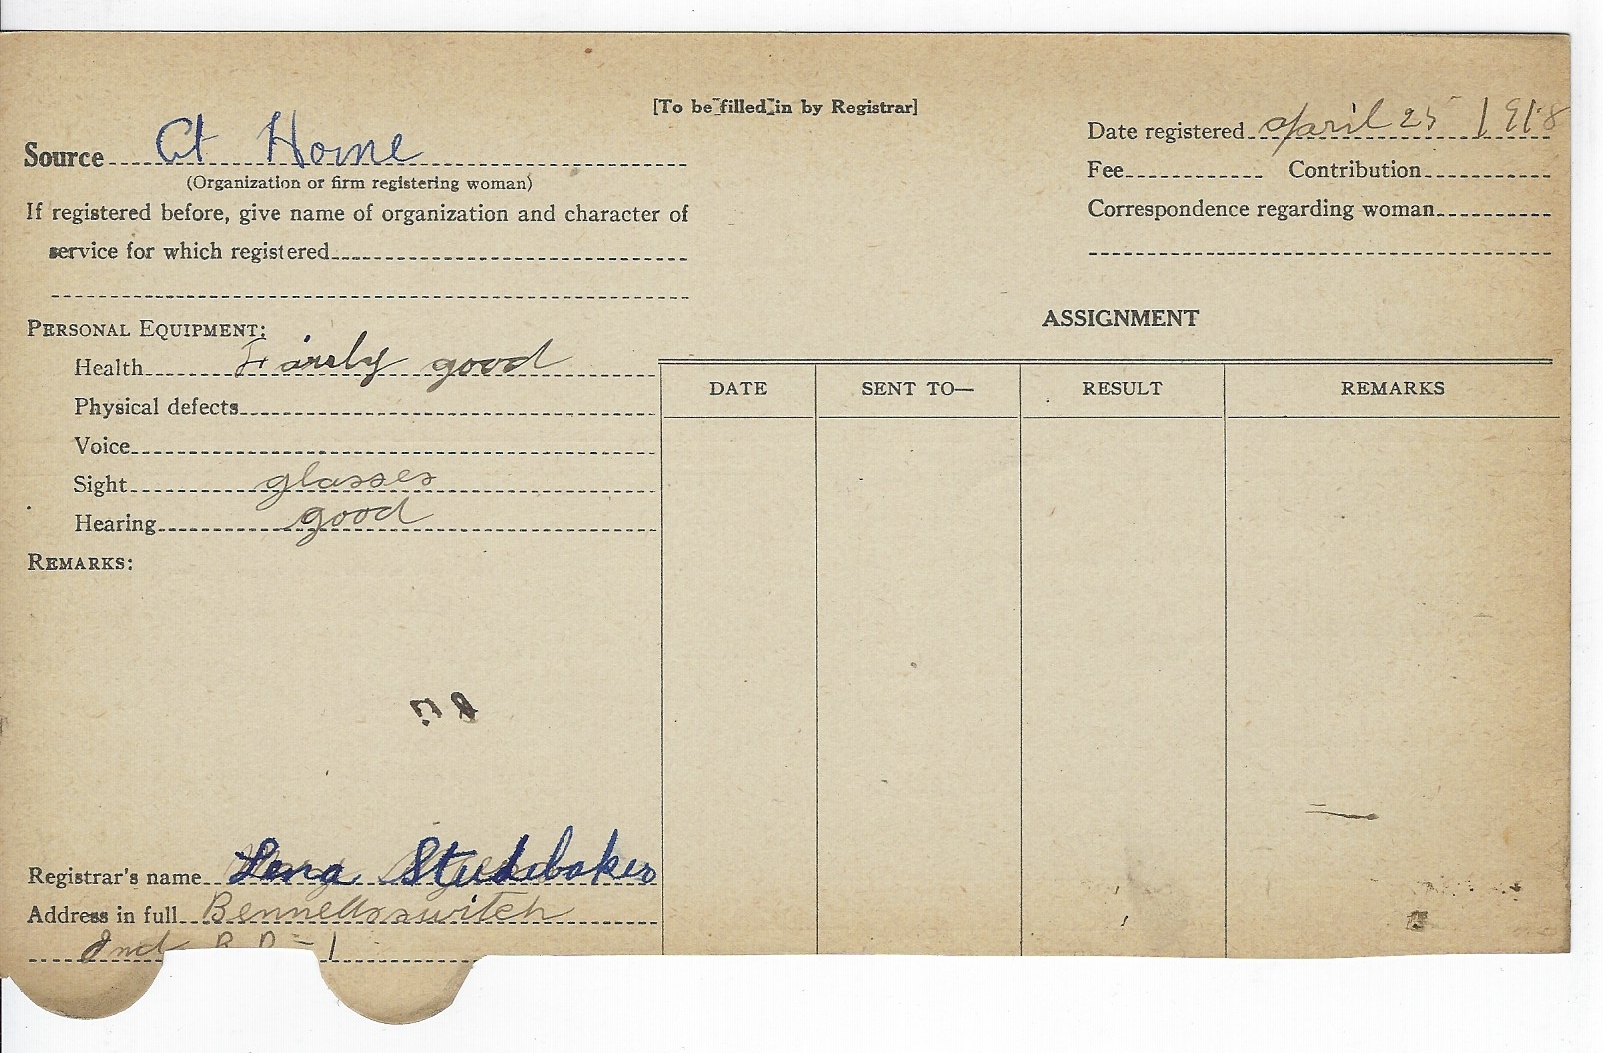 [To be filled in by Registrar]
Source At Home
(Organization or firm registering woman)
If registered before, give name of organization and character of
service for which registered
Date registered april 25 1918
Fee Contribution
Correspondence regarding woman
PERSONAL EQUIPMENT:
Health Fairly good
Physical defects
Voice
Sight glasses
Hearing good
REMARKS:
ASSIGNMENT
DATE SENT TO— RESULT REMARKS
Registrar's name Lena Studebaker
Address in full Bennettsswitch
Ind R. D - 1